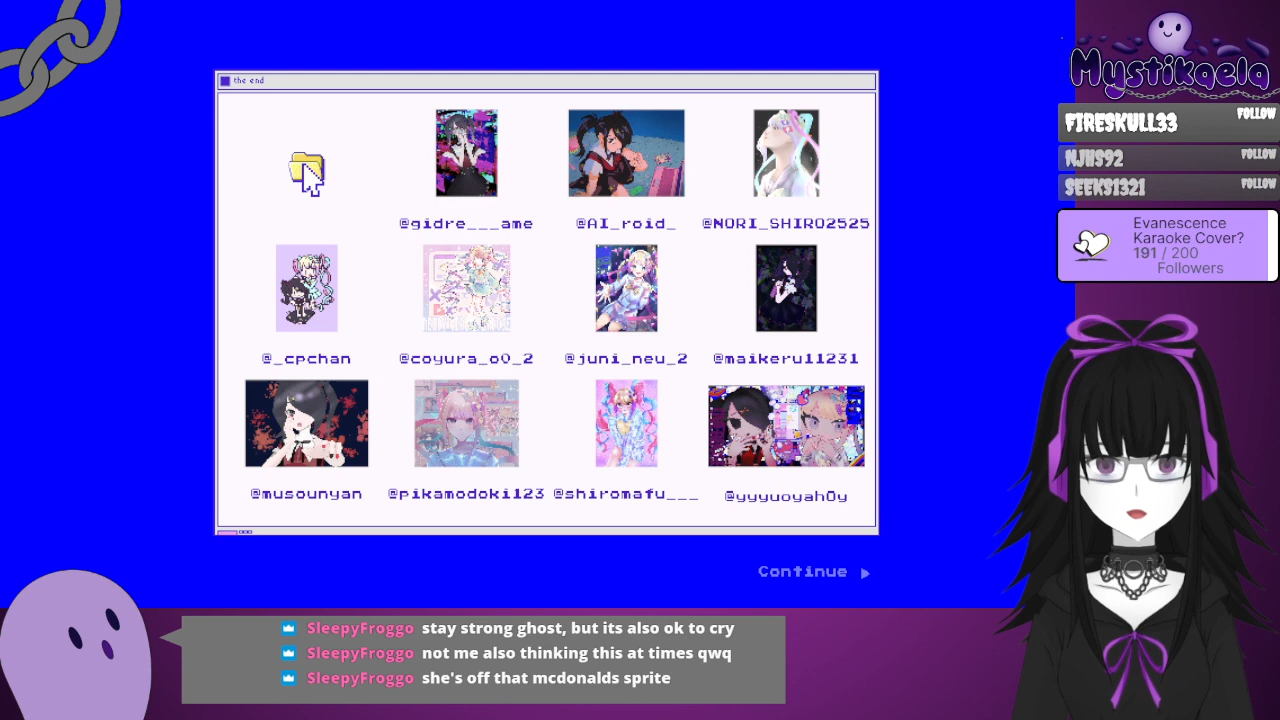 the end
@gidre___ame
@AI_roid_
@NORI_SHIRO2525
@_cpchan
@coyura_o0_2
@juni_neu_2
@maikeru11231
@musounyan
@pikamodoki123
@shiromafu___
@yyyuoyah0y
Continue
Mystikaela
FIRESKULL33 FOLLOW
NJHS92 FOLLOW
SEEKS1321 FOLLOW
Evanescence
Karaoke Cover?
191 / 200
Followers
SleepyFroggo stay strong ghost, but its also ok to cry
SleepyFroggo not me also thinking this at times qwq
SleepyFroggo she's off that mcdonalds sprite